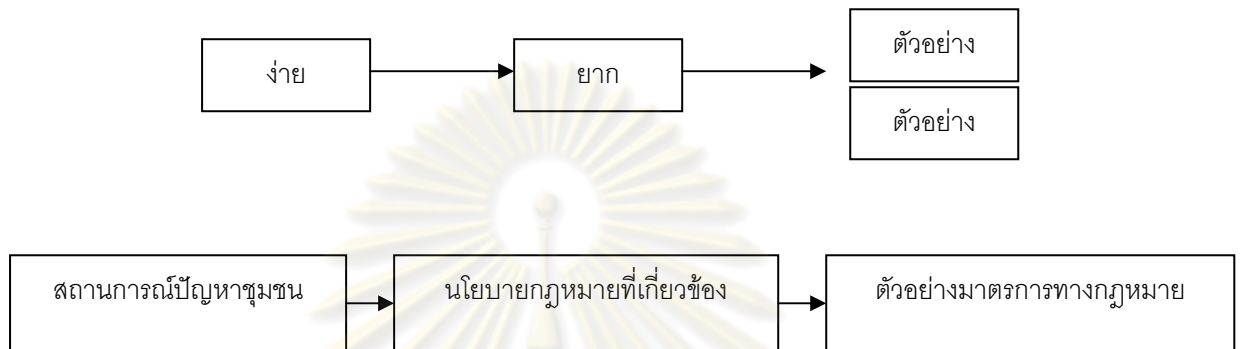 ง่าย
ยาก
ตัวอย่าง
ตัวอย่าง
สถานการณ์ปัญหาชุมชน
นโยบายกฎหมายที่เกี่ยวข้อง
ตัวอย่างมาตรการทางกฎหมาย